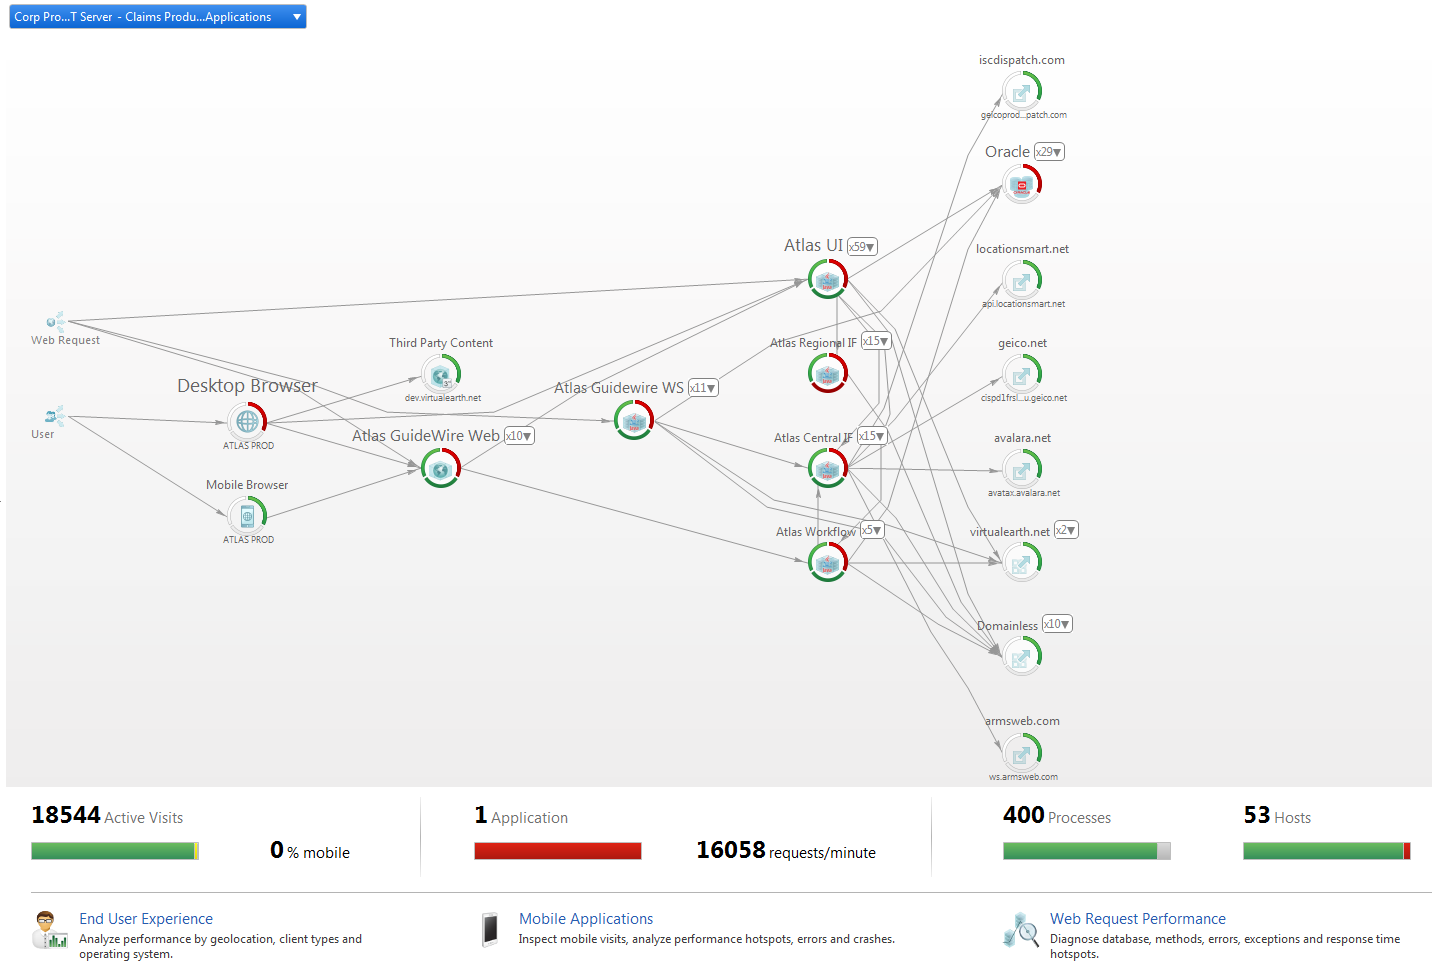 Corp Pro...T Server - Claims Produ...Applications
iscdispatch.com
geicoprod...patch.com
Oracle x29
Atlas UI x59
locationsmart.net
api.locationsmart.net
Web Request
Third Party Content
dev.virtualearth.net
Atlas Regional IF x15
geico.net
Desktop Browser
ATLAS PROD
Atlas Guidewire WS x11
User
Atlas GuideWire Web x10
Atlas Central IF x15
avalara.net
avatax.avalara.net
Mobile Browser
ATLAS PROD
Atlas Workflow x5
virtualearth.net x2
Domainless x10
armsweb.com
ws.armsweb.com
18544 Active Visits
0 % mobile
1 Application
16058 requests/minute
400 Processes
53 Hosts
End User Experience
Analyze performance by geolocation, client types and
operating system.
Mobile Applications
Inspect mobile visits, analyze performance hotspots, errors and crashes.
Web Request Performance
Diagnose database, methods, errors, exceptions and response time
hotspots.